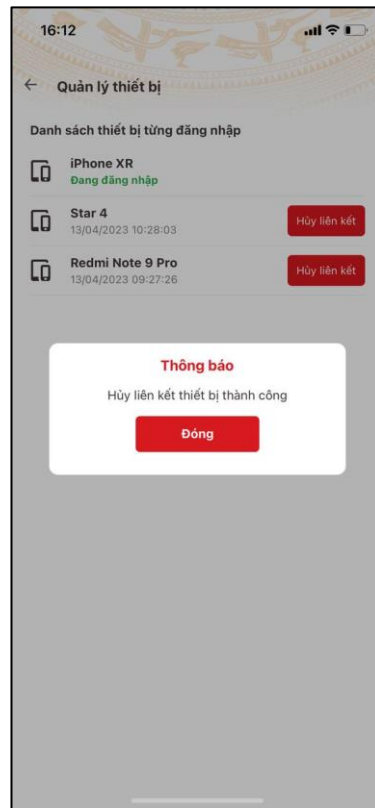 16:12
Quản lý thiết bị
Danh sách thiết bị từng đăng nhập
iPhone XR
Đang đăng nhập
Star 4
13/04/2023 10:28:03
Hủy liên kết
Redmi Note 9 Pro
13/04/2023 09:27:26
Hủy liên kết
Thông báo
Hủy liên kết thiết bị thành công
Đóng